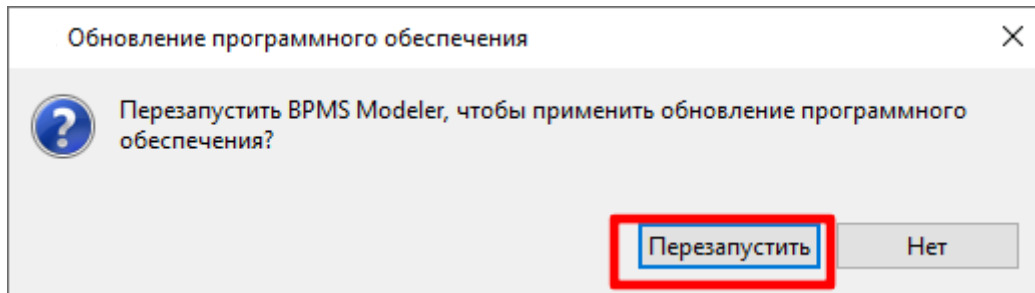 Обновление программного обеспечения
Перезапустить BPMS Modeler, чтобы применить обновление программного
обеспечения?
Перезапустить
Нет